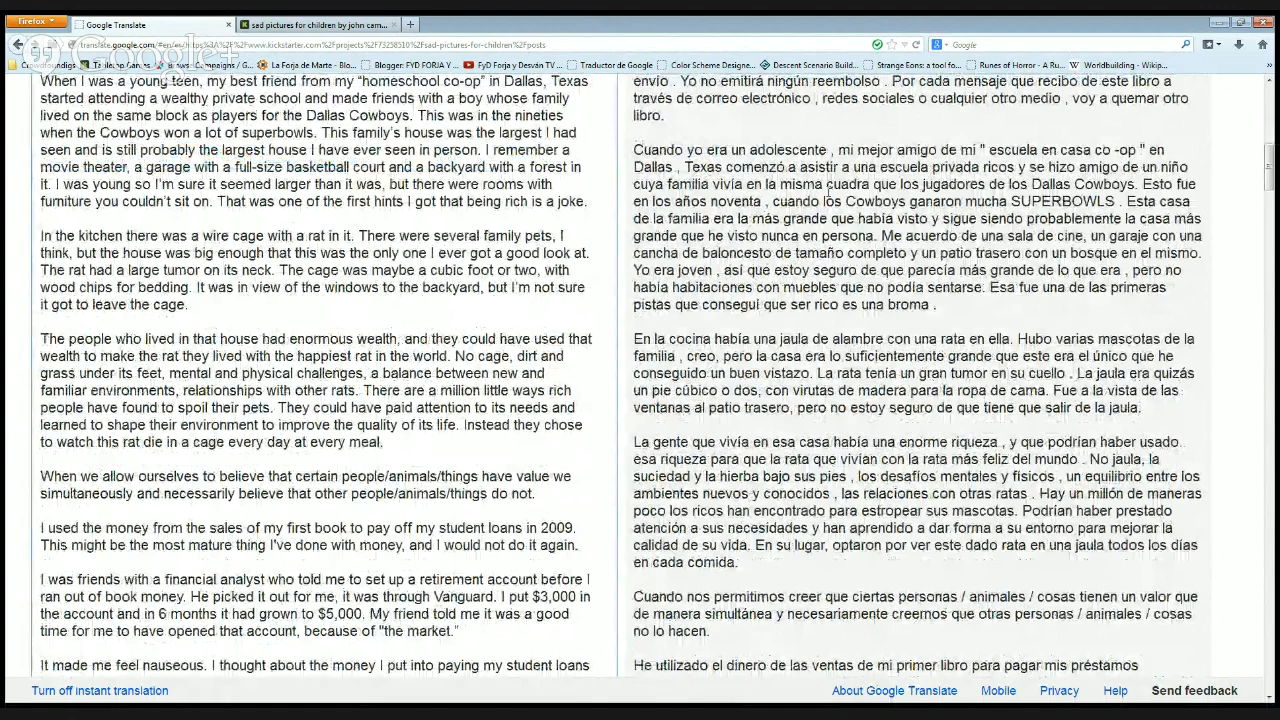 Firefox
Google Translate
sad pictures for children by john cam...
translate.google.com/#en/es/https%3A%2F%2Fwww.kickstarter.com%2Fprojects%2F73258510%2Fsad-pictures-for-children%2Fposts
Google
Google+
Crowdfundings
La Forja de Marte
Blogger: FYD FORJA Y ...
FyD Forja y Desván TV ...
Traductor de Google
Color Scheme Designer...
Descent Scenario Build...
Strange Eons: a tool fo...
Runes of Horror - A Ru...
Worldbuilding - Wikip...
When I was a young teen, my best friend from my “homeschool co-op” in Dallas, Texas
started attending a wealthy private school and made friends with a boy whose family
lived on the same block as players for the Dallas Cowboys. This was in the nineties
when the Cowboys won a lot of superbowls. This family's house was the largest I had
seen and is still probably the largest house I have ever seen in person. I remember a
movie theater, a garage with a full-size basketball court and a backyard with a forest in
it. I was young so I'm sure it seemed larger than it was, but there were rooms with
furniture you couldn't sit on. That was one of the first hints I got that being rich is a joke.
In the kitchen there was a wire cage with a rat in it. There were several family pets, I
think, but the house was big enough that this was the only one I ever got a good look at.
The rat had a large tumor on its neck. The cage was maybe a cubic foot or two, with
wood chips for bedding. It was in view of the windows to the backyard, but I'm not sure
it got to leave the cage.
The people who lived in that house had enormous wealth, and they could have used that
wealth to make the rat they lived with the happiest rat in the world. No cage, dirt and
grass under its feet, mental and physical challenges, a balance between new and
familiar environments, relationships with other rats. There are a million little ways rich
people have found to spoil their pets. They could have paid attention to its needs and
learned to shape their environment to improve the quality of its life. Instead they chose
to watch this rat die in a cage every day at every meal.
When we allow ourselves to believe that certain people/animals/things have value we
simultaneously and necessarily believe that other people/animals/things do not.
I used the money from the sales of my first book to pay off my student loans in 2009.
This might be the most mature thing I've done with money, and I would not do it again.
I was friends with a financial analyst who told me to set up a retirement account before I
ran out of book money. He picked it out for me, it was through Vanguard. I put $3,000 in
the account and in 6 months it had grown to $5,000. My friend told me it was a good
time for me to have opened that account, because of "the market."
It made me feel nauseous. I thought about the money I put into paying my student loans
envío . Yo no emitirá ningún reembolso . Por cada mensaje que recibo de este libro a
través de correo electrónico , redes sociales o cualquier otro medio , voy a quemar otro
libro.
Cuando yo era un adolescente , mi mejor amigo de mi " escuela en casa co -op " en
Dallas , Texas comenzó a asistir a una escuela privada ricos y se hizo amigo de un niño
cuya familia vivía en la misma cuadra que los jugadores de los Dallas Cowboys. Esto fue
en los años noventa , cuando los Cowboys ganaron mucha SUPERBOWLS . Esta casa
de la familia era la más grande que había visto y sigue siendo probablemente la casa más
grande que he visto nunca en persona. Me acuerdo de una sala de cine, un garaje con una
cancha de baloncesto de tamaño completo y un patio trasero con un bosque en el mismo.
Yo era joven , así que estoy seguro de que parecía más grande de lo que era , pero no
había habitaciones con muebles que no podía sentarse. Esa fue una de las primeras
pistas que conseguí que ser rico es una broma .
En la cocina había una jaula de alambre con una rata en ella. Hubo varias mascotas de la
familia , creo, pero la casa era lo suficientemente grande que este era el único que he
conseguido un buen vistazo. La rata tenía un gran tumor en su cuello . La jaula era quizás
un pie cúbico o dos, con virutas de madera para la ropa de cama. Fue a la vista de las
ventanas al patio trasero, pero no estoy seguro de que tiene que salir de la jaula.
La gente que vivía en esa casa había una enorme riqueza , y que podrían haber usado
esa riqueza para que la rata que vivían con la rata más feliz del mundo . No jaula, la
suciedad y la hierba bajo sus pies , los desafíos mentales y físicos , un equilibrio entre los
ambientes nuevos y conocidos , las relaciones con otras ratas . Hay un millón de maneras
poco los ricos han encontrado para estropear sus mascotas. Podrían haber prestado
atención a sus necesidades y han aprendido a dar forma a su entorno para mejorar la
calidad de su vida. En su lugar, optaron por ver este dado rata en una jaula todos los días
en cada comida.
Cuando nos permitimos creer que ciertas personas / animales / cosas tienen un valor que
de manera simultánea y necesariamente creemos que otras personas / animales / cosas
no lo hacen.
He utilizado el dinero de las ventas de mi primer libro para pagar mis préstamos
Turn off instant translation
About Google Translate
Mobile
Privacy
Help
Send feedback